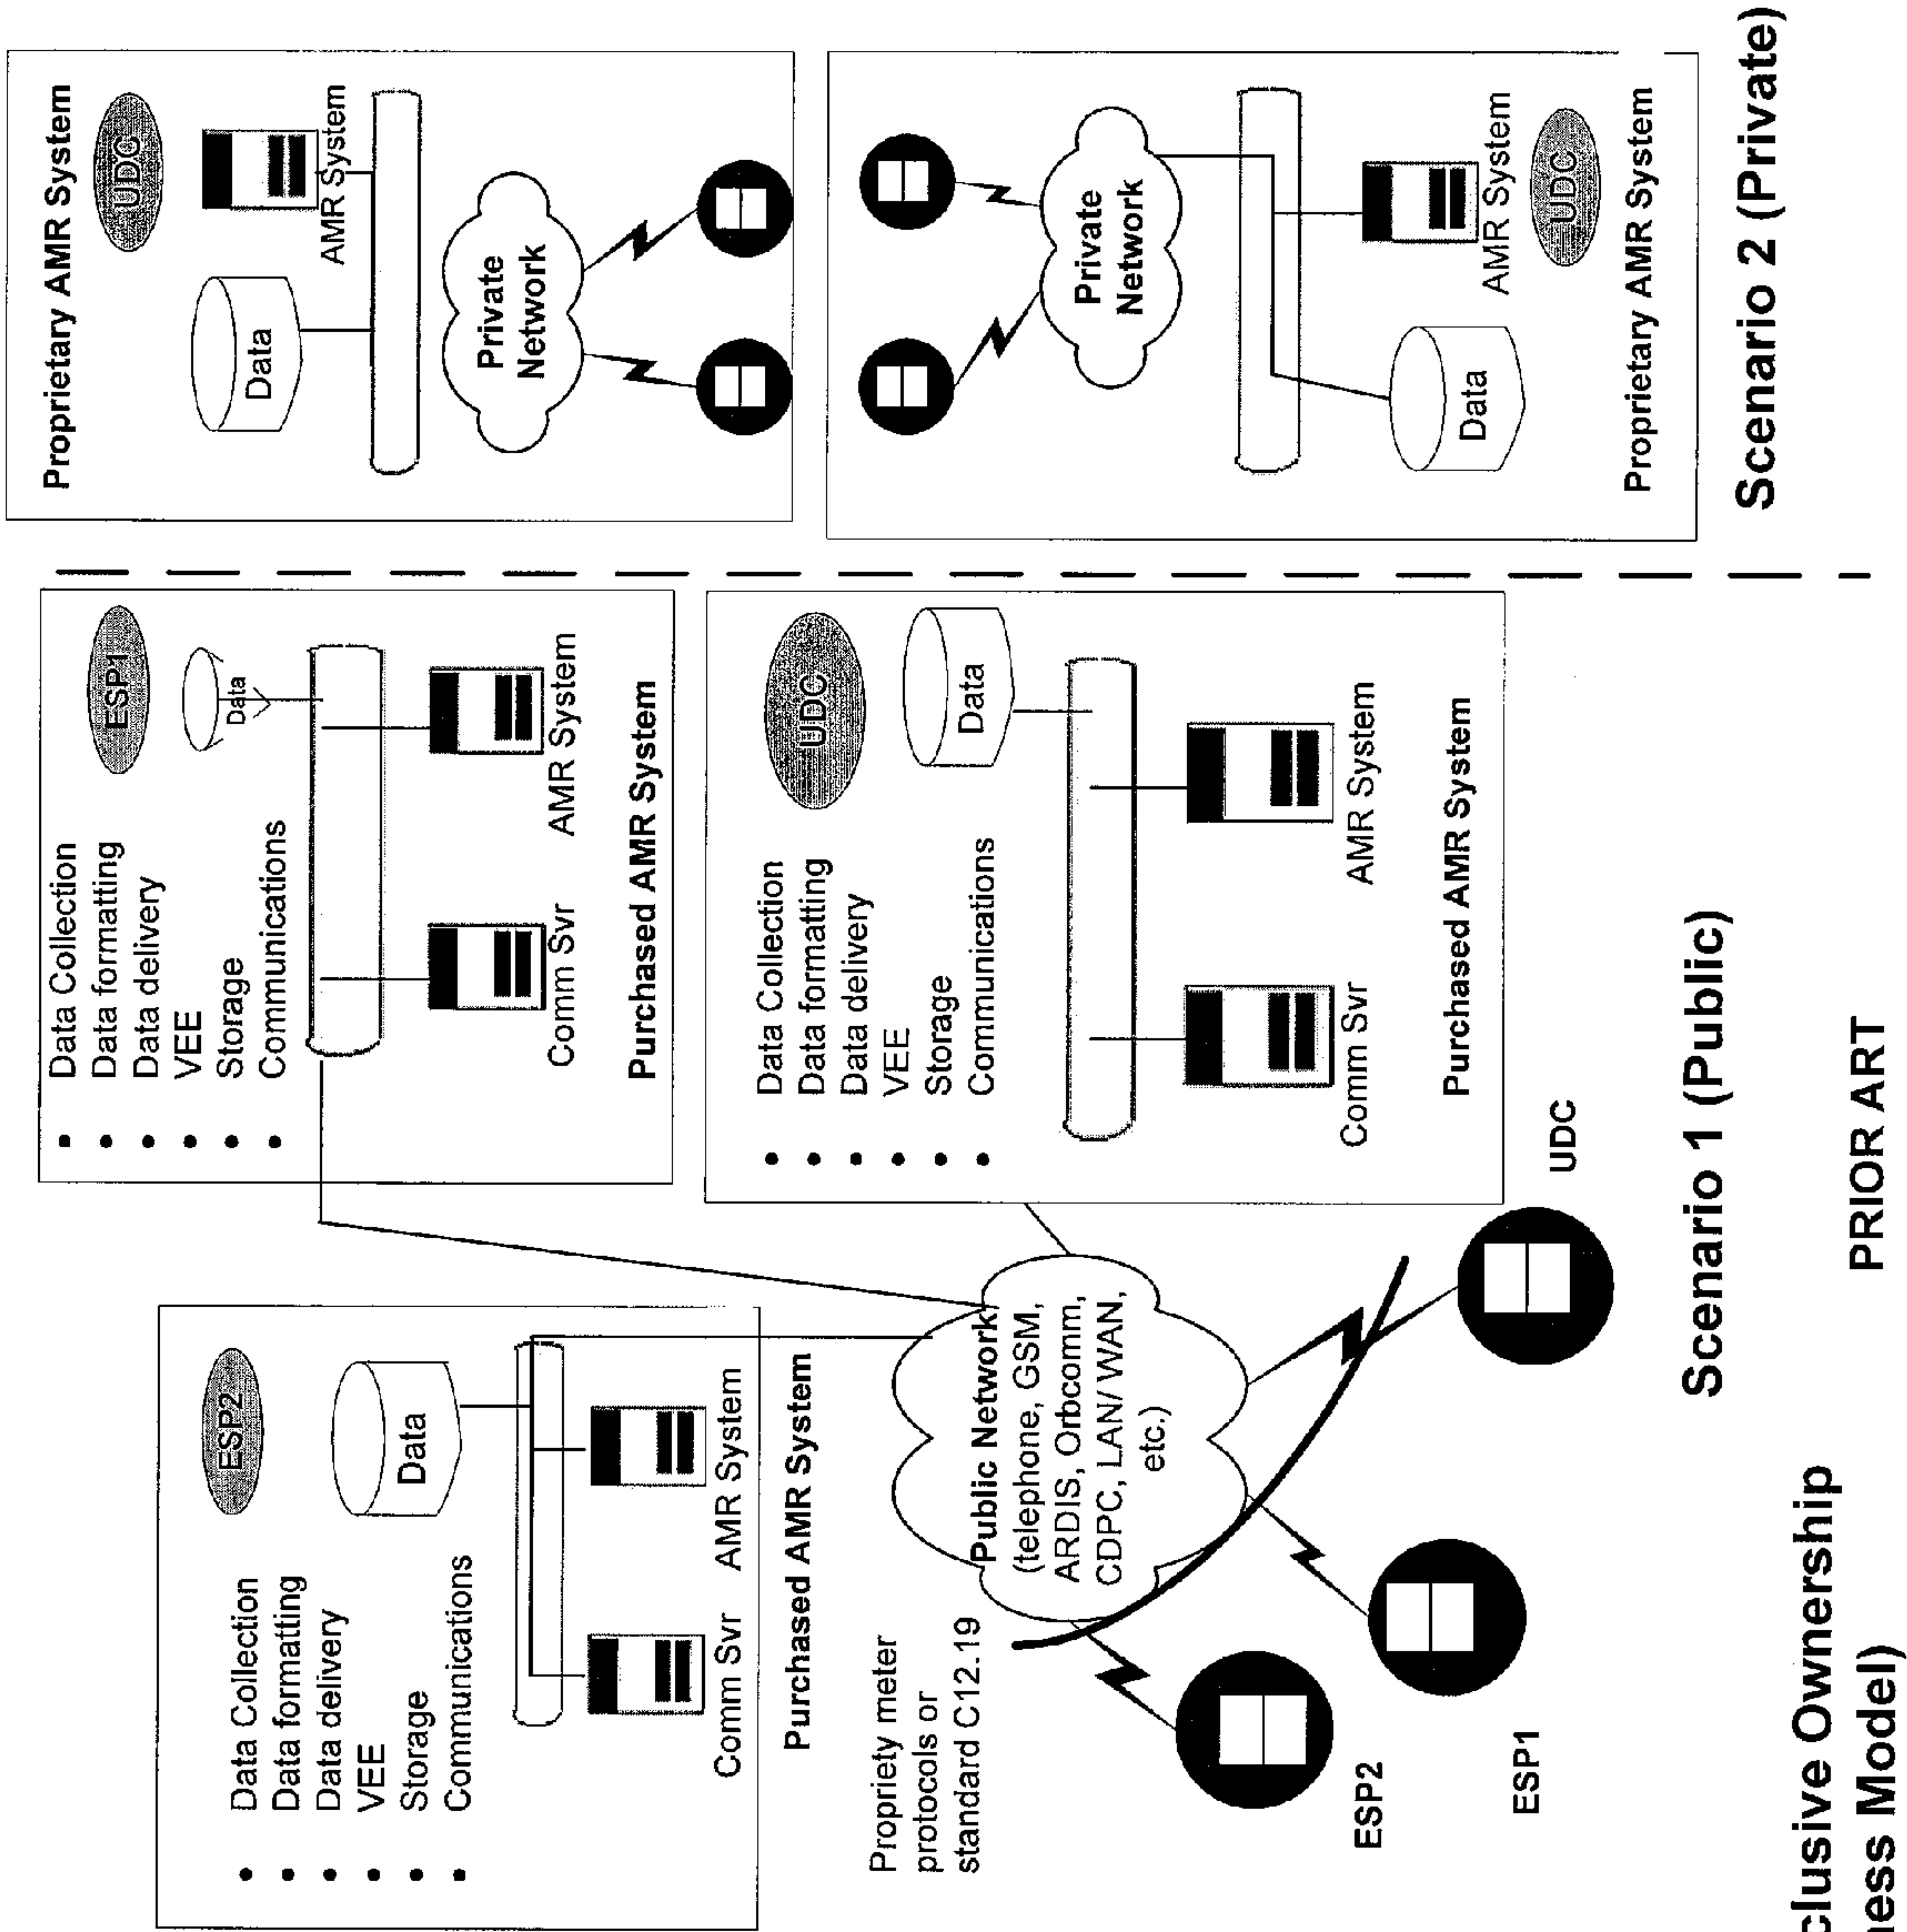 ESP2
Data Collection
Data formating
Data delivery
VEE
Storage
Communications
Data
Comm Svr
AMR System
Purchased AMR System
ESP1
Data Collection
Data formating
Data delivery
VEE
Storage
Communications
Data
Comm Svr
AMR System
Purchased AMR System
UDC
Data Collection
Data formatting
Data delivery
VEE
Storage
Communications
Data
Comm Svr
AMR System
Purchased AMR System
Propriety meter
protocols or
standard C12.19
Public Network
(telephone, GSM,
ARDIS, Orbcomm,
CDPC, LAN/ WAN,
etc.)
ESP2
ESP1
UDC
Scenario 1 (Public)
Proprietary AMR System
UDC
Data
AMR System
Private
Network
Private
Network
Data
AMR System
UDC
Proprietary AMR System
Scenario 2 (Private)
clusive Ownership
ness Model)
PRIOR ART